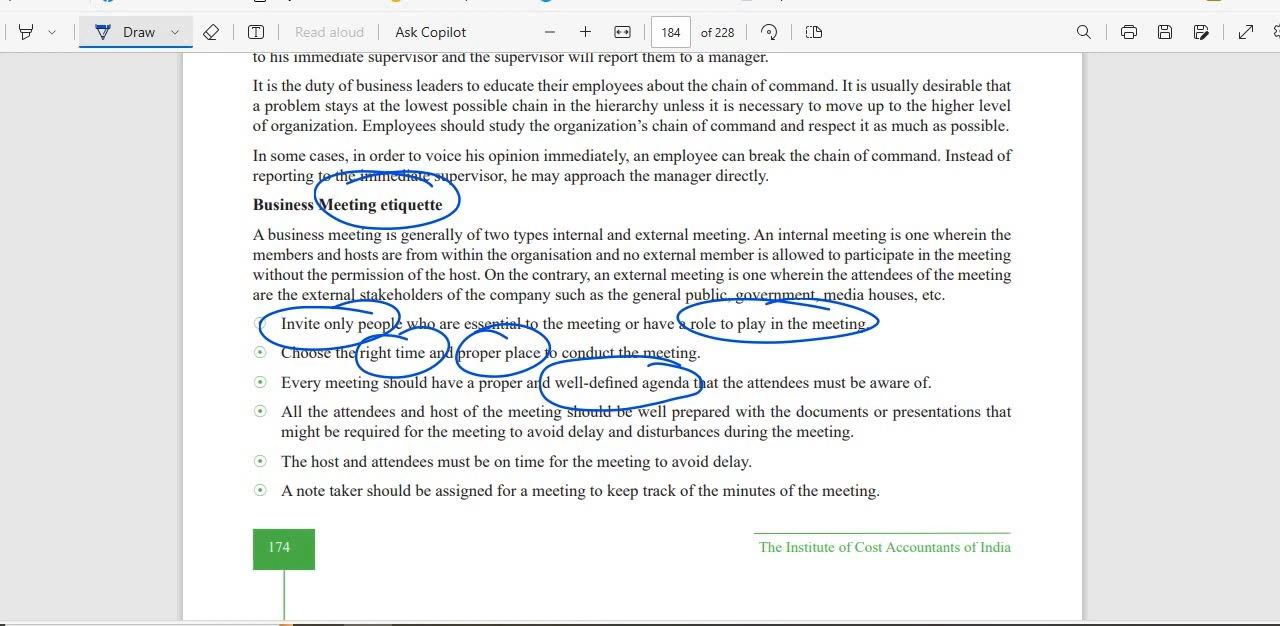 Draw
Read aloud
Ask Copilot
184 of 228
to his immediate supervisor and the supervisor will report them to a manager.
It is the duty of business leaders to educate their employees about the chain of command. It is usually desirable that
a problem stays at the lowest possible chain in the hierarchy unless it is necessary to move up to the higher level
of organization. Employees should study the organization's chain of command and respect it as much as possible.
In some cases, in order to voice his opinion immediately, an employee can break the chain of command. Instead of
reporting to the immediate supervisor, he may approach the manager directly.
Business Meeting etiquette
A business meeting is generally of two types internal and external meeting. An internal meeting is one wherein the
members and hosts are from within the organisation and no external member is allowed to participate in the meeting
without the permission of the host. On the contrary, an external meeting is one wherein the attendees of the meeting
are the external stakeholders of the company such as the general public, government, media houses, etc.
Invite only people who are essential to the meeting or have a role to play in the meeting.
Choose the right time and proper place to conduct the meeting.
Every meeting should have a proper and well-defined agenda that the attendees must be aware of.
All the attendees and host of the meeting should be well prepared with the documents or presentations that
might be required for the meeting to avoid delay and disturbances during the meeting.
The host and attendees must be on time for the meeting to avoid delay.
A note taker should be assigned for a meeting to keep track of the minutes of the meeting.
174
The Institute of Cost Accountants of India